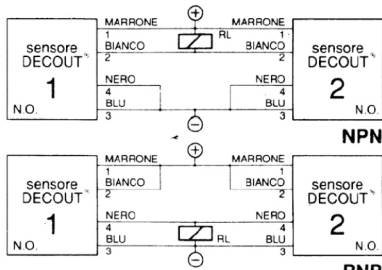 ⊕
MARRONE MARRONE
sensore DECOUT® 1 N.O.
1 RL 1
BIANCO BIANCO
2 2
NERO NERO
4 4
BLU BLU
3 3
⊖
sensore DECOUT® 2 N.O.
NPN
⊕
MARRONE MARRONE
sensore DECOUT® 1 N.O.
1 1
BIANCO BIANCO
2 2
NERO NERO
4 4
BLU RL BLU
3 3
⊖
sensore DECOUT® 2 N.O.
PNP